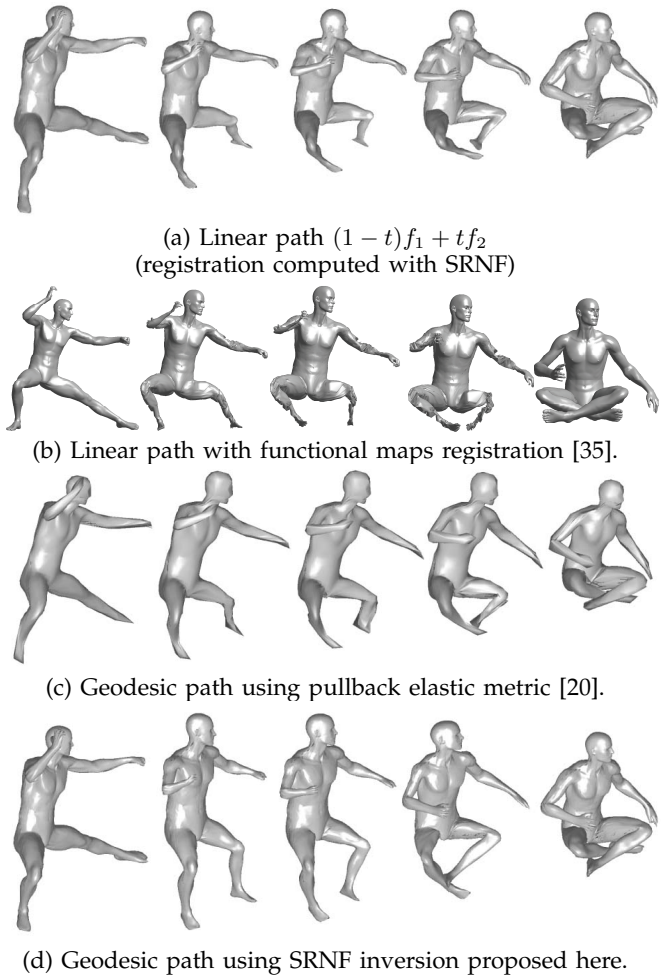 (a) Linear path (1 − t)f₁ + tf₂
(registration computed with SRNF)
(b) Linear path with functional maps registration [35].
(c) Geodesic path using pullback elastic metric [20].
(d) Geodesic path using SRNF inversion proposed here.